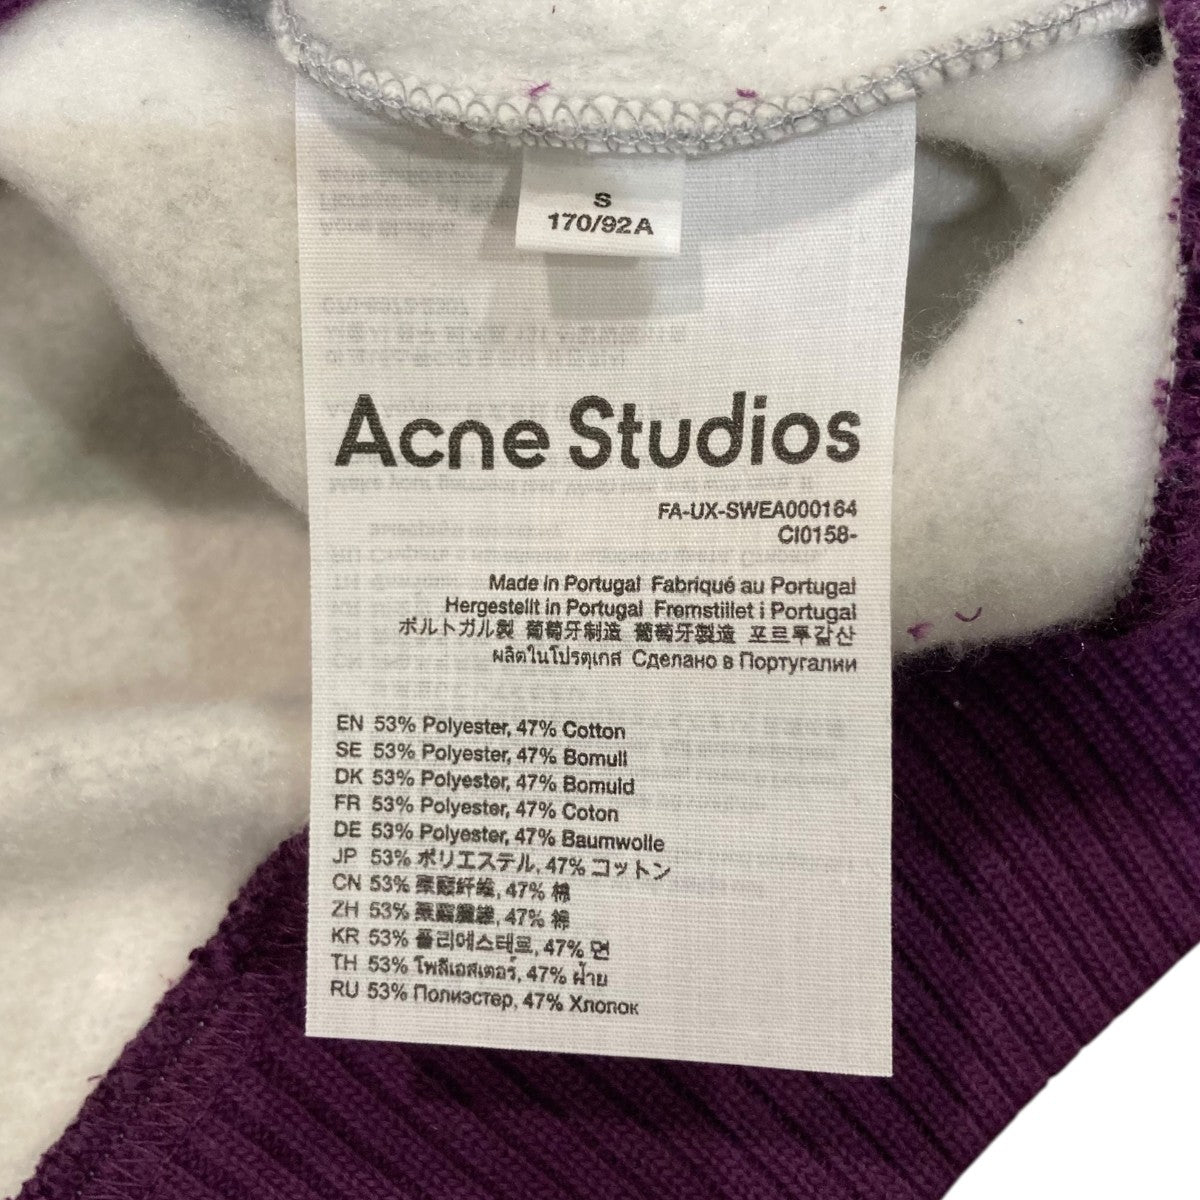 S
170/92A
Acne Studios
FA-UX-SWEA000164
CI0158-
Made in Portugal Fabriqué au Portugal
Hergestellt in Portugal Fremstillet i Portugal
ポルトガル製 葡萄牙制造 葡萄牙製造 포르투갈산
ผลิตในโปรตุเกส Сделано в Португалии
EN 53% Polyester, 47% Cotton
SE 53% Polyester, 47% Bomull
DK 53% Polyester, 47% Bomuld
FR 53% Polyester, 47% Coton
DE 53% Polyester, 47% Baumwolle
JP 53% ポリエステル, 47% コットン
CN 53% 聚酯纤维, 47% 棉
ZH 53% 聚酯纖維, 47% 棉
KR 53% 폴리에스테르, 47% 면
TH 53% โพลีเอสเตอร์, 47% ฝ้าย
RU 53% Полиэстер, 47% Хлопок